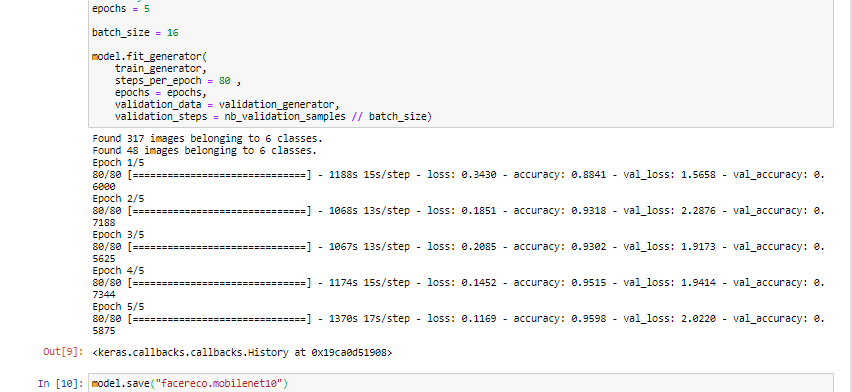 epochs = 5
batch_size = 16
model.fit_generator(
train_generator,
steps_per_epoch = 80 ,
epochs = epochs,
validation_data = validation_generator,
validation_steps = nb_validation_samples // batch_size)
Found 317 images belonging to 6 classes.
Found 48 images belonging to 6 classes.
Epoch 1/5
80/80 [==============================] - 1188s 15s/step - loss: 0.3430 - accuracy: 0.8841 - val_loss: 1.5658 - val_accuracy: 0.
6000
Epoch 2/5
80/80 [==============================] - 1068s 13s/step - loss: 0.1851 - accuracy: 0.9318 - val_loss: 2.2876 - val_accuracy: 0.
7188
Epoch 3/5
80/80 [==============================] - 1067s 13s/step - loss: 0.2085 - accuracy: 0.9302 - val_loss: 1.9173 - val_accuracy: 0.
5625
Epoch 4/5
80/80 [==============================] - 1174s 15s/step - loss: 0.1452 - accuracy: 0.9515 - val_loss: 1.9414 - val_accuracy: 0.
7344
Epoch 5/5
80/80 [==============================] - 1370s 17s/step - loss: 0.1169 - accuracy: 0.9598 - val_loss: 2.0220 - val_accuracy: 0.
5875
Out[9]: <keras.callbacks.callbacks.History at 0x19ca0d51908>
In [10]: model.save("facereco.mobilenet10")